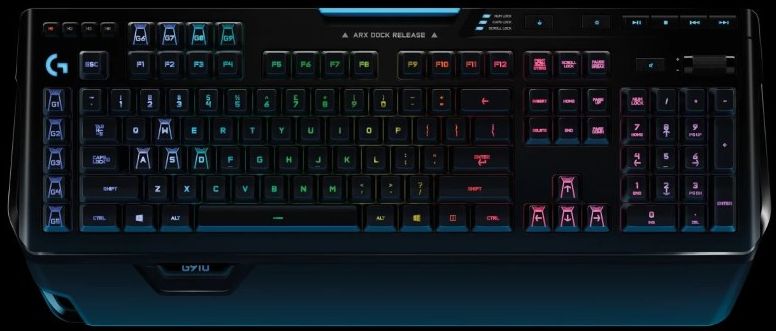 NUM LOCK
CAPS LOCK
SCROLL LOCK
ARX DOCK RELEASE
G6 G7 G8 G9
G ESC F1 F2 F3 F4 F5 F6 F7 F8 F9 F10 F11 F12 SCROLL LOCK PAUSE BREAK
G1 1 2 3 4 5 6 7 8 9 0 - = INSERT HOME PAGE UP NUM LOCK / * -
G2 TAB Q W E R T Y U I O P DELETE END PAGE DOWN 7 HOME 8 9 PGUP +
G3 CAPS LOCK A S D F G H J K L ENTER 4 5 6
G4 SHIFT Z X C V B N M SHIFT 1 END 2 3 PGDN
G5 CTRL ALT ALT CTRL 0 INS . DEL ENTER
G910